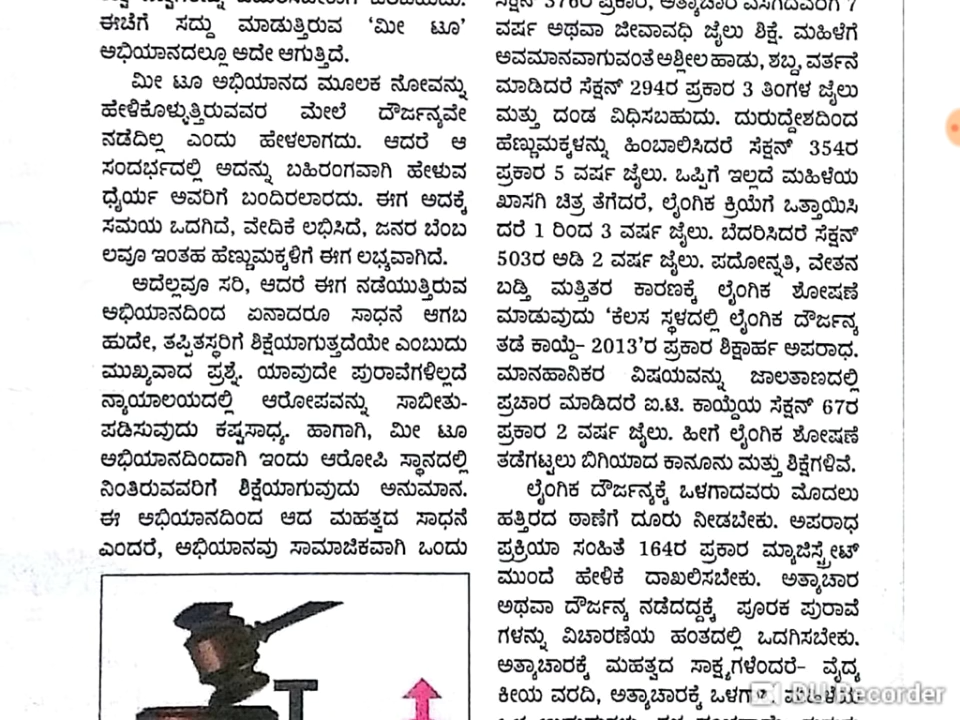 ಈಚೆಗೆ ಸದ್ದು ಮಾಡುತ್ತಿರುವ ‘ಮೀ ಟೂ’
ಅಭಿಯಾನದಲ್ಲೂ ಅದೇ ಆಗುತ್ತಿದೆ.
ಮೀ ಟೂ ಅಭಿಯಾನದ ಮೂಲಕ ನೋವನ್ನು
ಹೇಳಿಕೊಳ್ಳುತ್ತಿರುವವರ ಮೇಲೆ ದೌರ್ಜನ್ಯವೇ
ನಡೆದಿಲ್ಲ ಎಂದು ಹೇಳಲಾಗದು. ಆದರೆ ಆ
ಸಂದರ್ಭದಲ್ಲಿ ಅದನ್ನು ಬಹಿರಂಗವಾಗಿ ಹೇಳುವ
ಧೈರ್ಯ ಅವರಿಗೆ ಬಂದಿರಲಾರದು. ಈಗ ಅದಕ್ಕೆ
ಸಮಯ ಒದಗಿದೆ, ವೇದಿಕೆ ಲಭಿಸಿದೆ, ಜನರ ಬೆಂಬ
ಲವೂ ಇಂತಹ ಹೆಣ್ಣುಮಕ್ಕಳಿಗೆ ಈಗ ಲಭ್ಯವಾಗಿದೆ.
ಅದೆಲ್ಲವೂ ಸರಿ, ಆದರೆ ಈಗ ನಡೆಯುತ್ತಿರುವ
ಅಭಿಯಾನದಿಂದ ಏನಾದರೂ ಸಾಧನೆ ಆಗಬ
ಹುದೇ, ತಪ್ಪಿತಸ್ಥರಿಗೆ ಶಿಕ್ಷೆಯಾಗುತ್ತದೆಯೇ ಎಂಬುದು
ಮುಖ್ಯವಾದ ಪ್ರಶ್ನೆ. ಯಾವುದೇ ಪುರಾವೆಗಳಿಲ್ಲದೆ
ನ್ಯಾಯಾಲಯದಲ್ಲಿ ಆರೋಪವನ್ನು ಸಾಬೀತು-
ಪಡಿಸುವುದು ಕಷ್ಟಸಾಧ್ಯ. ಹಾಗಾಗಿ, ಮೀ ಟೂ
ಅಭಿಯಾನದಿಂದಾಗಿ ಇಂದು ಆರೋಪಿ ಸ್ಥಾನದಲ್ಲಿ
ನಿಂತಿರುವವರಿಗೆ ಶಿಕ್ಷೆಯಾಗುವುದು ಅನುಮಾನ.
ಈ ಅಭಿಯಾನದಿಂದ ಆದ ಮಹತ್ವದ ಸಾಧನೆ
ಎಂದರೆ, ಅಭಿಯಾನವು ಸಾಮಾಜಿಕವಾಗಿ ಒಂದು
T
ಸೆಕ್ಷನ್ 376ರ ಪ್ರಕಾರ, ಅತ್ಯಾಚಾರ ಎಸಗಿದವರಿಗೆ 7
ವರ್ಷ ಅಥವಾ ಜೀವಾವಧಿ ಜೈಲು ಶಿಕ್ಷೆ. ಮಹಿಳೆಗೆ
ಅವಮಾನವಾಗುವಂತೆ ಅಶ್ಲೀಲ ಹಾಡು, ಶಬ್ದ, ವರ್ತನೆ
ಮಾಡಿದರೆ ಸೆಕ್ಷನ್ 294ರ ಪ್ರಕಾರ 3 ತಿಂಗಳ ಜೈಲು
ಮತ್ತು ದಂಡ ವಿಧಿಸಬಹುದು. ದುರುದ್ದೇಶದಿಂದ
ಹೆಣ್ಣುಮಕ್ಕಳನ್ನು ಹಿಂಬಾಲಿಸಿದರೆ ಸೆಕ್ಷನ್ 354ರ
ಪ್ರಕಾರ 5 ವರ್ಷ ಜೈಲು. ಒಪ್ಪಿಗೆ ಇಲ್ಲದೆ ಮಹಿಳೆಯ
ಖಾಸಗಿ ಚಿತ್ರ ತೆಗೆದರೆ, ಲೈಂಗಿಕ ಕ್ರಿಯೆಗೆ ಒತ್ತಾಯಿಸಿ
ದರೆ 1 ರಿಂದ 3 ವರ್ಷ ಜೈಲು. ಬೆದರಿಸಿದರೆ ಸೆಕ್ಷನ್
503ರ ಅಡಿ 2 ವರ್ಷ ಜೈಲು. ಪದೋನ್ನತಿ, ವೇತನ
ಬಡ್ತಿ ಮತ್ತಿತರ ಕಾರಣಕ್ಕೆ ಲೈಂಗಿಕ ಶೋಷಣೆ
ಮಾಡುವುದು ‘ಕೆಲಸ ಸ್ಥಳದಲ್ಲಿ ಲೈಂಗಿಕ ದೌರ್ಜನ್ಯ
ತಡೆ ಕಾಯ್ದೆ- 2013’ರ ಪ್ರಕಾರ ಶಿಕ್ಷಾರ್ಹ ಅಪರಾಧ.
ಮಾನಹಾನಿಕರ ವಿಷಯವನ್ನು ಜಾಲತಾಣದಲ್ಲಿ
ಪ್ರಚಾರ ಮಾಡಿದರೆ ಐ.ಟಿ. ಕಾಯ್ದೆಯ ಸೆಕ್ಷನ್ 67ರ
ಪ್ರಕಾರ 2 ವರ್ಷ ಜೈಲು. ಹೀಗೆ ಲೈಂಗಿಕ ಶೋಷಣೆ
ತಡೆಗಟ್ಟಲು ಬಿಗಿಯಾದ ಕಾನೂನು ಮತ್ತು ಶಿಕ್ಷೆಗಳಿವೆ.
ಲೈಂಗಿಕ ದೌರ್ಜನ್ಯಕ್ಕೆ ಒಳಗಾದವರು ಮೊದಲು
ಹತ್ತಿರದ ಠಾಣೆಗೆ ದೂರು ನೀಡಬೇಕು. ಅಪರಾಧ
ಪ್ರಕ್ರಿಯಾ ಸಂಹಿತೆ 164ರ ಪ್ರಕಾರ ಮ್ಯಾಜಿಸ್ಟ್ರೇಟ್
ಮುಂದೆ ಹೇಳಿಕೆ ದಾಖಲಿಸಬೇಕು. ಅತ್ಯಾಚಾರ
ಅಥವಾ ದೌರ್ಜನ್ಯ ನಡೆದದ್ದಕ್ಕೆ ಪೂರಕ ಪುರಾವೆ
ಗಳನ್ನು ವಿಚಾರಣೆಯ ಹಂತದಲ್ಲಿ ಒದಗಿಸಬೇಕು.
ಅತ್ಯಾಚಾರಕ್ಕೆ ಮಹತ್ವದ ಸಾಕ್ಷ್ಯಗಳೆಂದರೆ- ವೈದ್ಯ
ಕೀಯ ವರದಿ, ಅತ್ಯಾಚಾರಕ್ಕೆ
DU Recorder